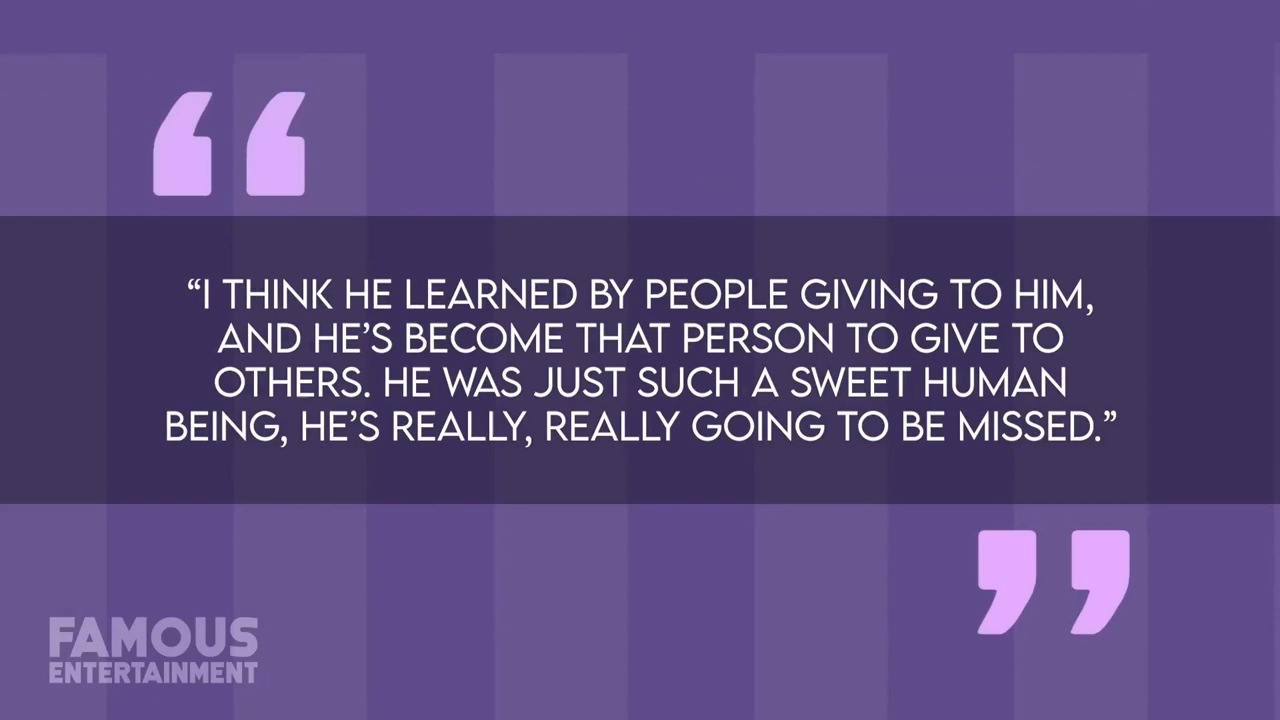 “I THINK HE LEARNED BY PEOPLE GIVING TO HIM,
AND HE’S BECOME THAT PERSON TO GIVE TO
OTHERS. HE WAS JUST SUCH A SWEET HUMAN
BEING, HE’S REALLY, REALLY GOING TO BE MISSED.”
FAMOUS
ENTERTAINMENT